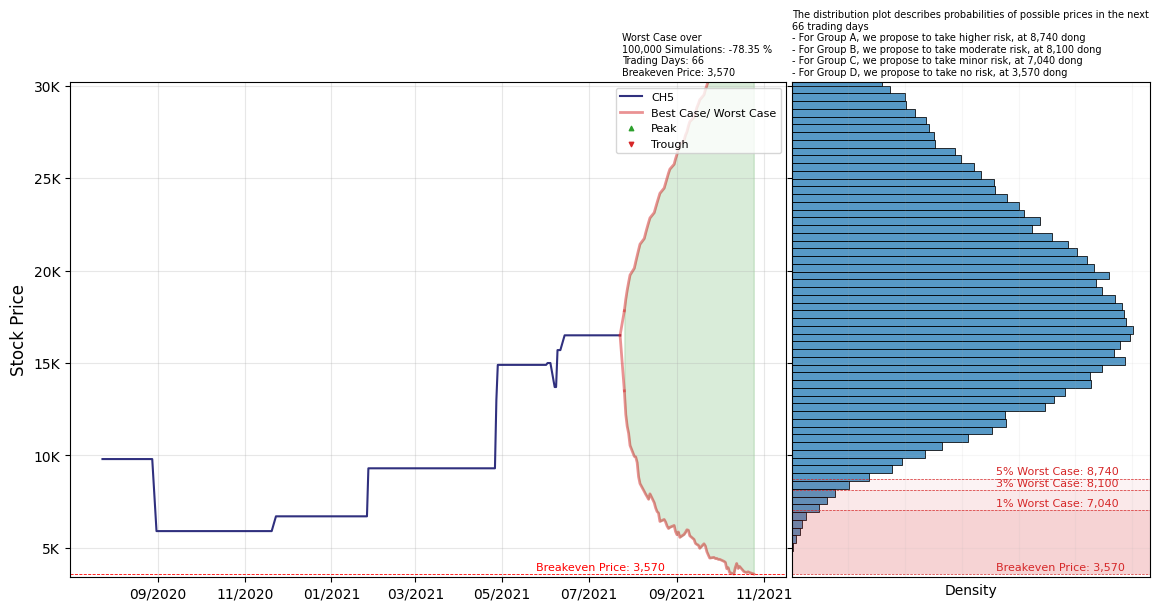 Worst Case over
100,000 Simulations: -78.35 %
Trading Days: 66
Breakeven Price: 3,570
The distribution plot describes probabilities of possible prices in the next
66 trading days
- For Group A, we propose to take higher risk, at 8,740 dong
- For Group B, we propose to take moderate risk, at 8,100 dong
- For Group C, we propose to take minor risk, at 7,040 dong
- For Group D, we propose to take no risk, at 3,570 dong
CH5
Best Case/ Worst Case
Peak
Trough
Stock Price
30K
25K
20K
15K
10K
5K
Breakeven Price: 3,570
09/2020
11/2020
01/2021
03/2021
05/2021
07/2021
09/2021
11/2021
5% Worst Case: 8,740
3% Worst Case: 8,100
1% Worst Case: 7,040
Breakeven Price: 3,570
Density